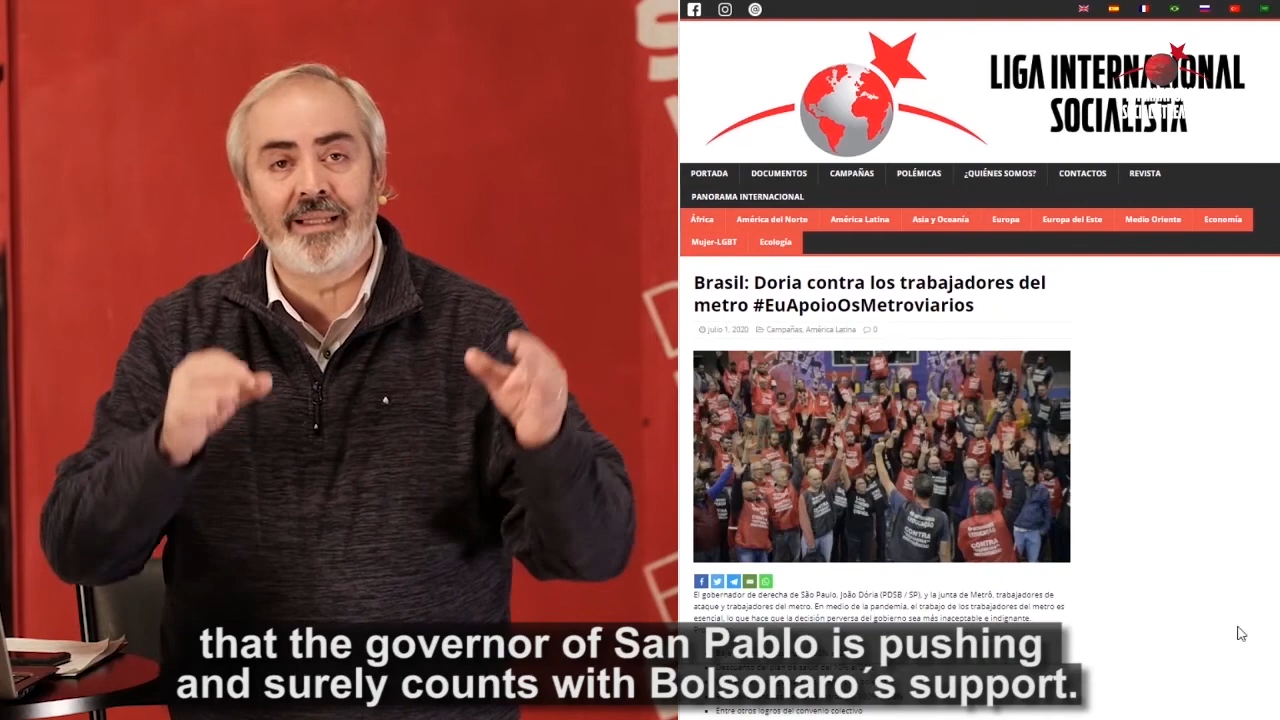 LIGA INTERNACIONAL
SOCIALISTA
PORTADA DOCUMENTOS CAMPAÑAS POLÉMICAS ¿QUIÉNES SOMOS? CONTACTOS REVISTA
PANORAMA INTERNACIONAL
África América del Norte América Latina Asia y Oceanía Europa Europa del Este Medio Oriente Economía
Mujer-LGBT Ecología
Brasil: Doria contra los trabajadores del
metro #EuApoioOsMetroviarios
julio 1, 2020 Campañas, América Latina 0
El gobernador de derecha de São Paulo, João Dória (PDSB / SP), y la junta de Metrô, trabajadores de
ataque y trabajadores del metro. En medio de la pandemia, el trabajo de los trabajadores del metro es
esencial, lo que hace que la decisión perversa del gobierno sea más inaceptable e indignante.
that the governor of San Pablo is pushing
and surely counts with Bolsonaro´s support.
Entre otros logros del convenio colectivo